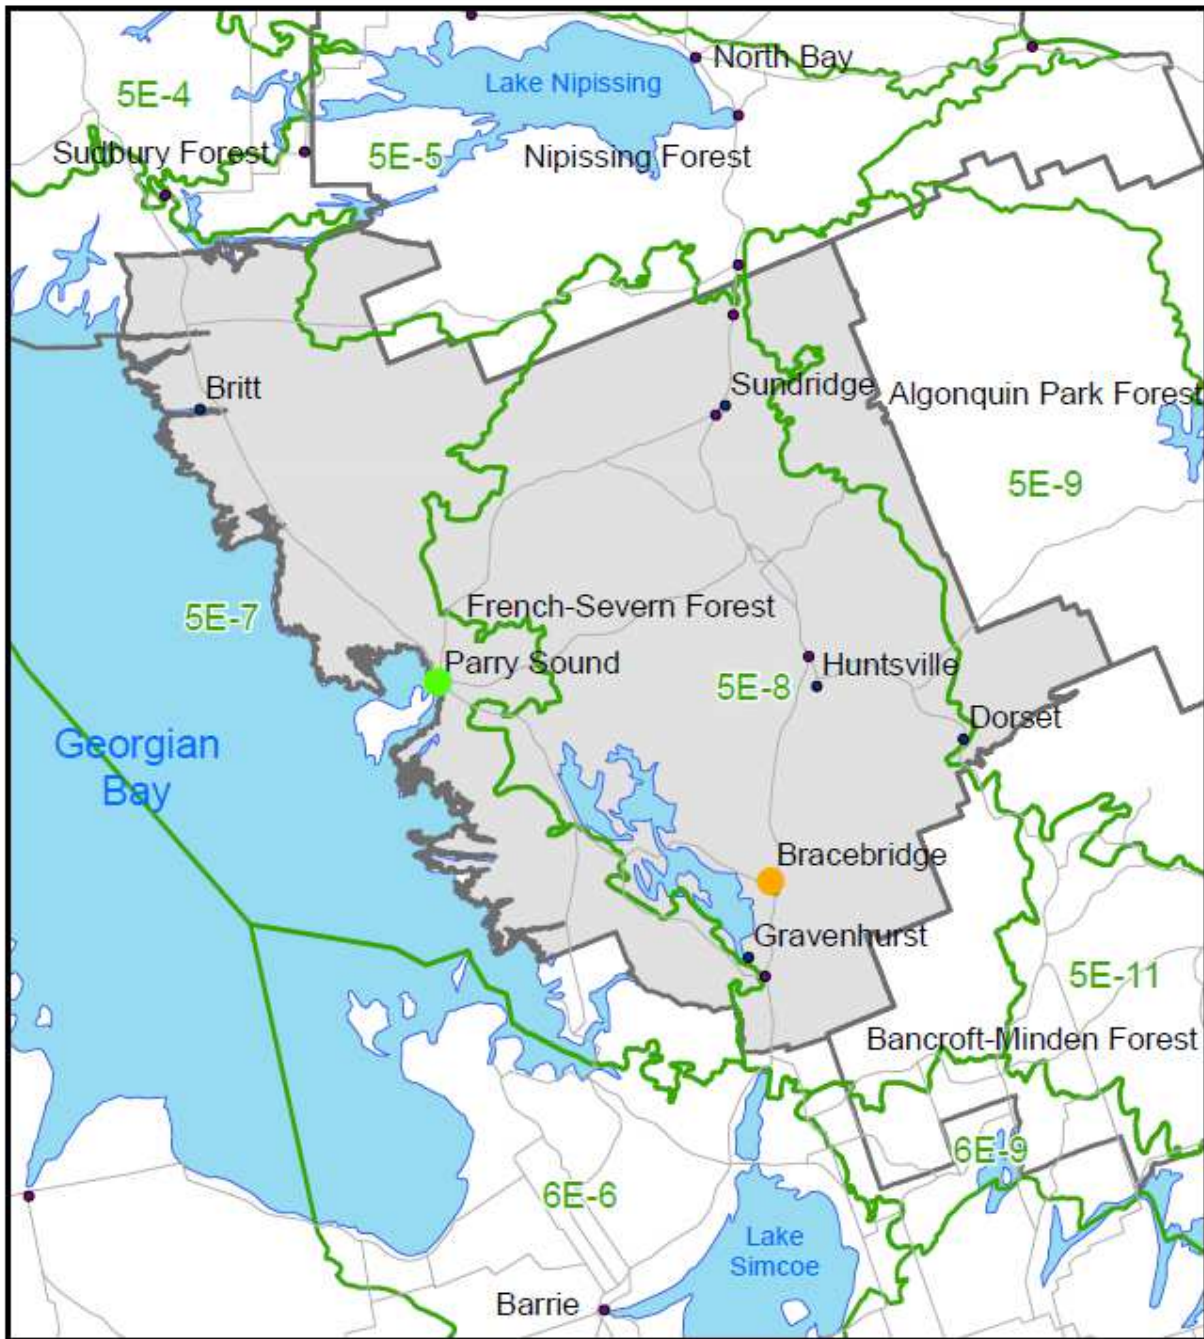 North Bay
Lake Nipissing
5E-4
Sudbury Forest
5E-5
Nipissing Forest
Britt
Sundridge
Algonquin Park Forest
5E-9
5E-7
French-Severn Forest
Parry Sound
5E-8
Huntsville
Dorset
Georgian
Bay
Bracebridge
Gravenhurst
5E-11
Bancroft-Minden Forest
6E-9
6E-6
Lake
Simcoe
Barrie